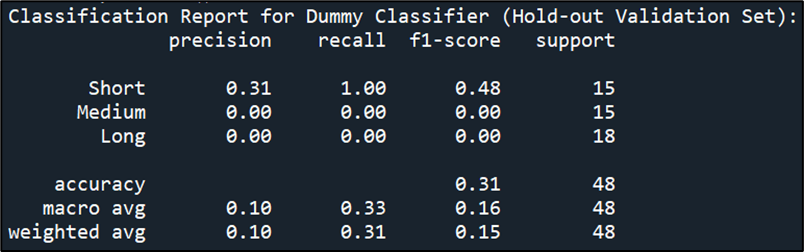 Classification Report for Dummy Classifier (Hold-out Validation Set):
precision recall f1-score support
Short 0.31 1.00 0.48 15
Medium 0.00 0.00 0.00 15
Long 0.00 0.00 0.00 18
accuracy 0.31 48
macro avg 0.10 0.33 0.16 48
weighted avg 0.10 0.31 0.15 48